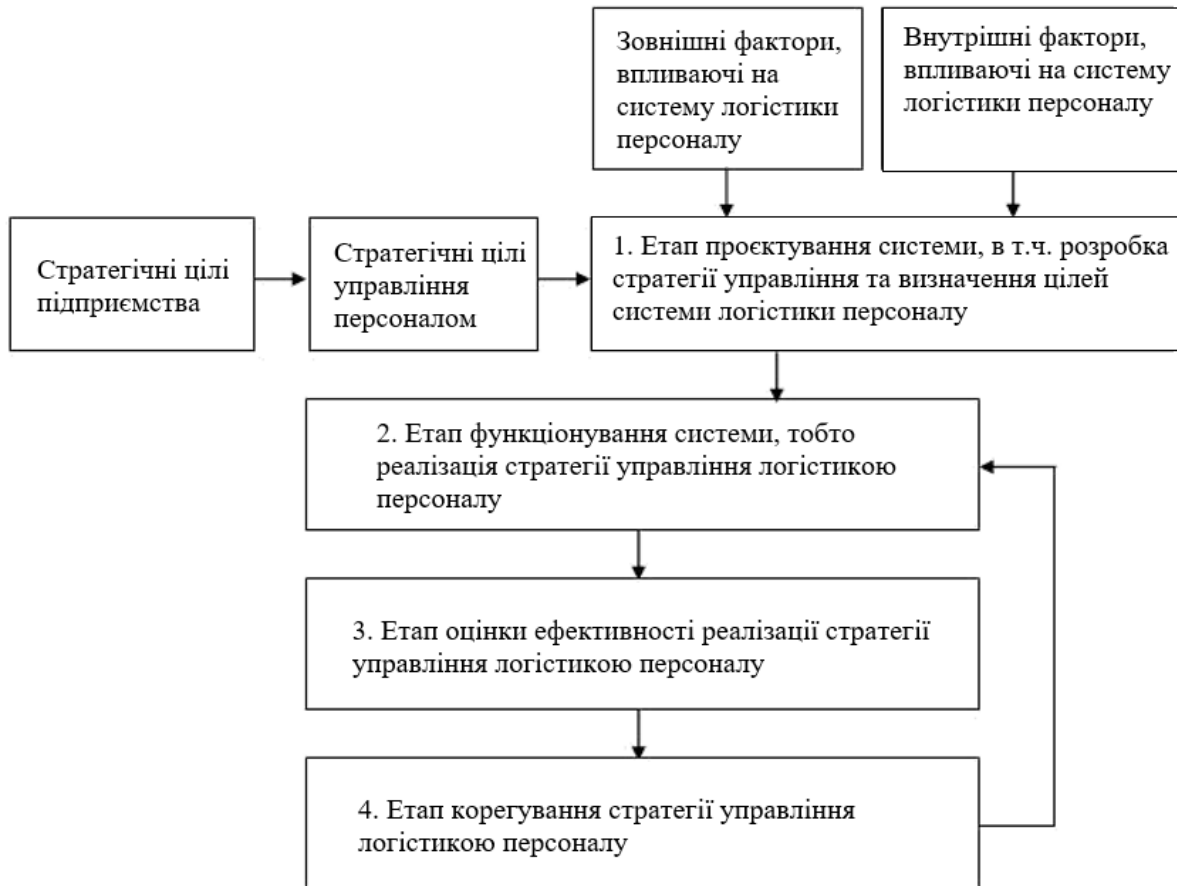 Зовнішні фактори,
впливаючі на
систему логістики
персоналу
Внутрішні фактори,
впливаючі на систему
логістики персоналу
Стратегічні цілі
підприємства
Стратегічні цілі
управління
персоналом
1. Етап проєктування системи, в т.ч. розробка
стратегії управління та визначення цілей
системи логістики персоналу
2. Етап функціонування системи, тобто
реалізація стратегії управління логістикою
персоналу
3. Етап оцінки ефективності реалізації стратегії
управління логістикою персоналу
4. Етап корегування стратегії управління
логістикою персоналу